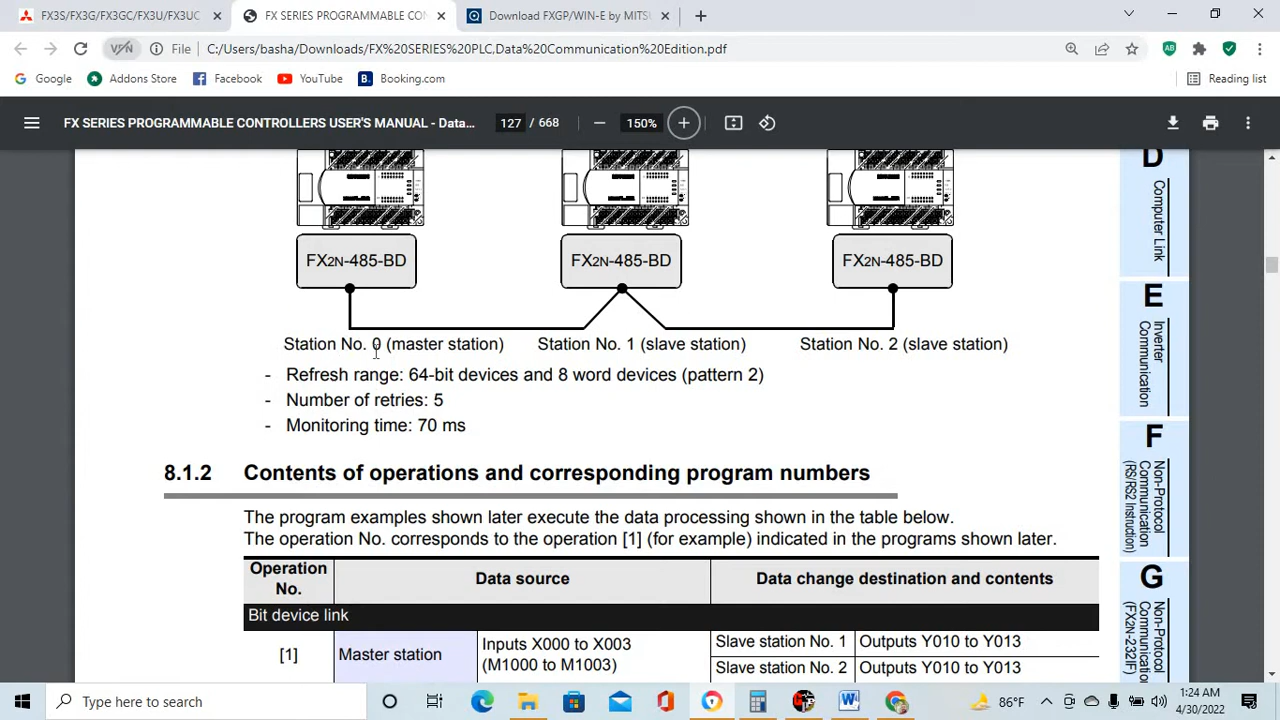 FX3S/FX3G/FX3GC/FX3U/FX3UC
FX SERIES PROGRAMMABLE CON
Download FXGP/WIN-E by MITSU
VPN
File
C:/Users/basha/Downloads/FX%20SERIES%20PLC,Data%20Communication%20Edition.pdf
AB
Google
Addons Store
Facebook
YouTube
B.
Booking.com
Reading list
FX SERIES PROGRAMMABLE CONTROLLERS USER'S MANUAL - Data...
127 / 668
150%
FX2N-485-BD
FX2N-485-BD
FX2N-485-BD
Station No. 0 (master station)
Station No. 1 (slave station)
Station No. 2 (slave station)
- Refresh range: 64-bit devices and 8 word devices (pattern 2)
- Number of retries: 5
- Monitoring time: 70 ms
8.1.2 Contents of operations and corresponding program numbers
The program examples shown later execute the data processing shown in the table below.
The operation No. corresponds to the operation [1] (for example) indicated in the programs shown later.
Operation
No.
Data source
Data change destination and contents
Bit device link
[1]
Master station
Inputs X000 to X003
(M1000 to M1003)
Slave station No. 1
Outputs Y010 to Y013
Slave station No. 2
Outputs Y010 to Y013
D
Computer Link
E
Inverter
Communication
F
Non-Protocol
Communication
(RS/RS2 Instruction)
G
Non-Protocol
Communication
(FX2N-232IF)
Type here to search
86°F
1:24 AM
4/30/2022